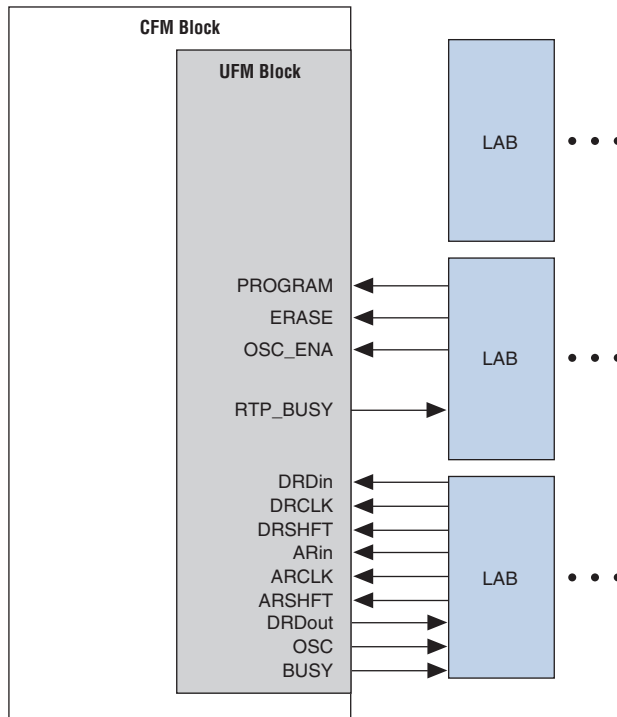 CFM Block
UFM Block
LAB
PROGRAM
ERASE
OSC_ENA
LAB
RTP_BUSY
DRDin
DRCLK
DRSHFT
ARin
ARCLK
LAB
ARSHFT
DRDout
OSC
BUSY